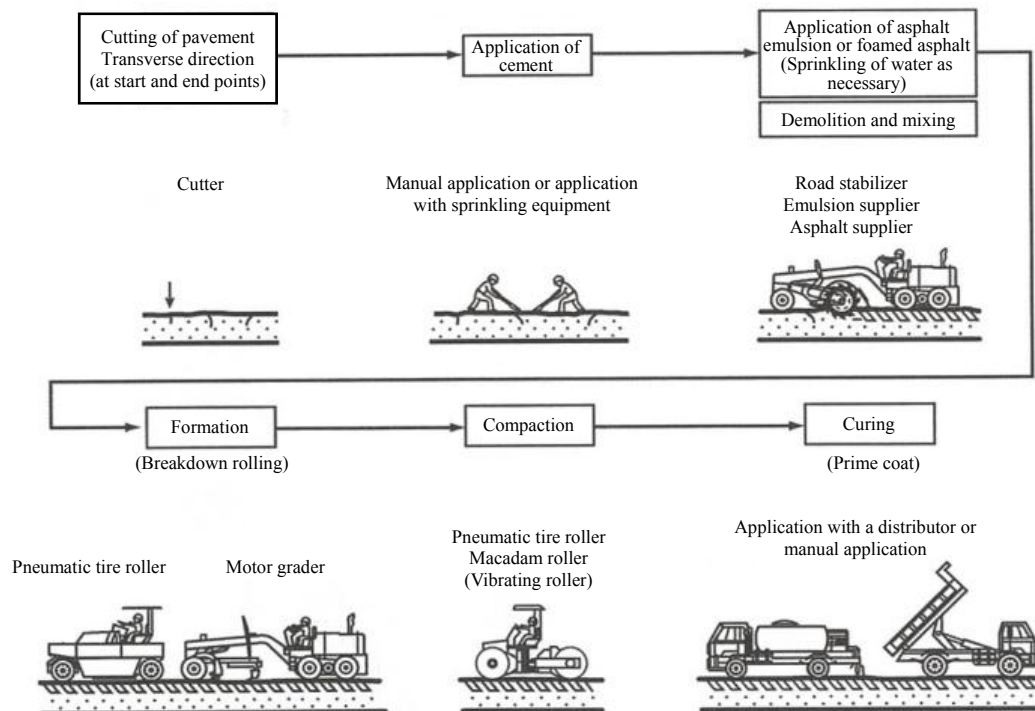 Cutting of pavement
Transverse direction
(at start and end points)
Application of
cement
Application of asphalt
emulsion or foamed asphalt
(Sprinkling of water as
necessary)
Demolition and mixing
Cutter
Manual application or application
with sprinkling equipment
Road stabilizer
Emulsion supplier
Asphalt supplier
Formation
(Breakdown rolling)
Compaction
Curing
(Prime coat)
Pneumatic tire roller
Motor grader
Pneumatic tire roller
Macadam roller
(Vibrating roller)
Application with a distributor or
manual application